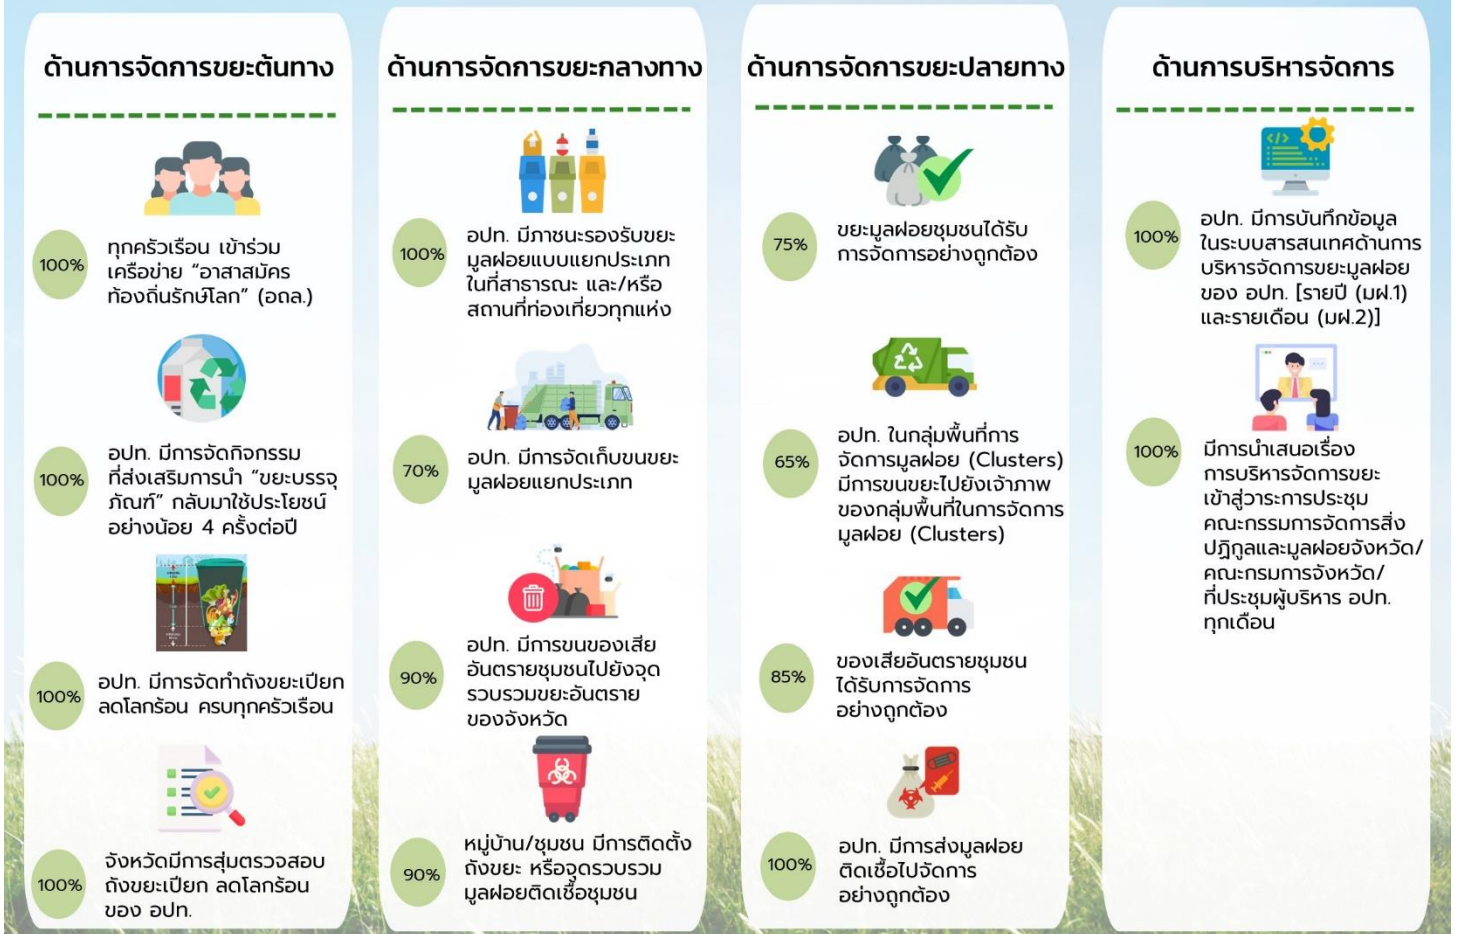 ด้านการจัดการขยะต้นทาง
100%
ทุกครัวเรือน เข้าร่วม
เครือข่าย “อาสาสมัคร
ท้องถิ่นรักษ์โลก” (อถล.)
100%
อปท. มีการจัดกิจกรรม
ที่ส่งเสริมการนำ “ขยะบรรจุ
ภัณฑ์” กลับมาใช้ประโยชน์
อย่างน้อย 4 ครั้งต่อปี
100%
อปท. มีการจัดทำถังขยะเปียก
ลดโลกร้อน ครบทุกครัวเรือน
100%
จังหวัดมีการสุ่มตรวจสอบ
ถังขยะเปียก ลดโลกร้อน
ของ อปท.
ด้านการจัดการขยะกลางทาง
100%
อปท. มีภาชนะรองรับขยะ
มูลฝอยแบบแยกประเภท
ในที่สาธารณะ และ/หรือ
สถานที่ท่องเที่ยวทุกแห่ง
70%
อปท. มีการจัดเก็บขนขยะ
มูลฝอยแยกประเภท
90%
อปท. มีการขนของเสีย
อันตรายชุมชนไปยังจุด
รวบรวมขยะอันตราย
ของจังหวัด
90%
หมู่บ้าน/ชุมชน มีการติดตั้ง
ถังขยะ หรือจุดรวบรวม
มูลฝอยติดเชื้อชุมชน
ด้านการจัดการขยะปลายทาง
75%
ขยะมูลฝอยชุมชนได้รับ
การจัดการอย่างถูกต้อง
65%
อปท. ในกลุ่มพื้นที่การ
จัดการมูลฝอย (Clusters)
มีการขนขยะไปยังเจ้าภาพ
ของกลุ่มพื้นที่ในการจัดการ
มูลฝอย (Clusters)
85%
ของเสียอันตรายชุมชน
ได้รับการจัดการ
อย่างถูกต้อง
100%
อปท. มีการส่งมูลฝอย
ติดเชื้อไปจัดการ
อย่างถูกต้อง
ด้านการบริหารจัดการ
</>
100%
อปท. มีการบันทึกข้อมูล
ในระบบสารสนเทศด้านการ
บริหารจัดการขยะมูลฝอย
ของ อปท. [รายปี (มฝ.1)
และรายเดือน (มฝ.2)]
100%
มีการนำเสนอเรื่อง
การบริหารจัดการขยะ
เข้าสู่วาระการประชุม
คณะกรรมการจัดการสิ่ง
ปฏิกูลและมูลฝอยจังหวัด/
คณะกรมการจังหวัด/
ที่ประชุมผู้บริหาร อปท.
ทุกเดือน